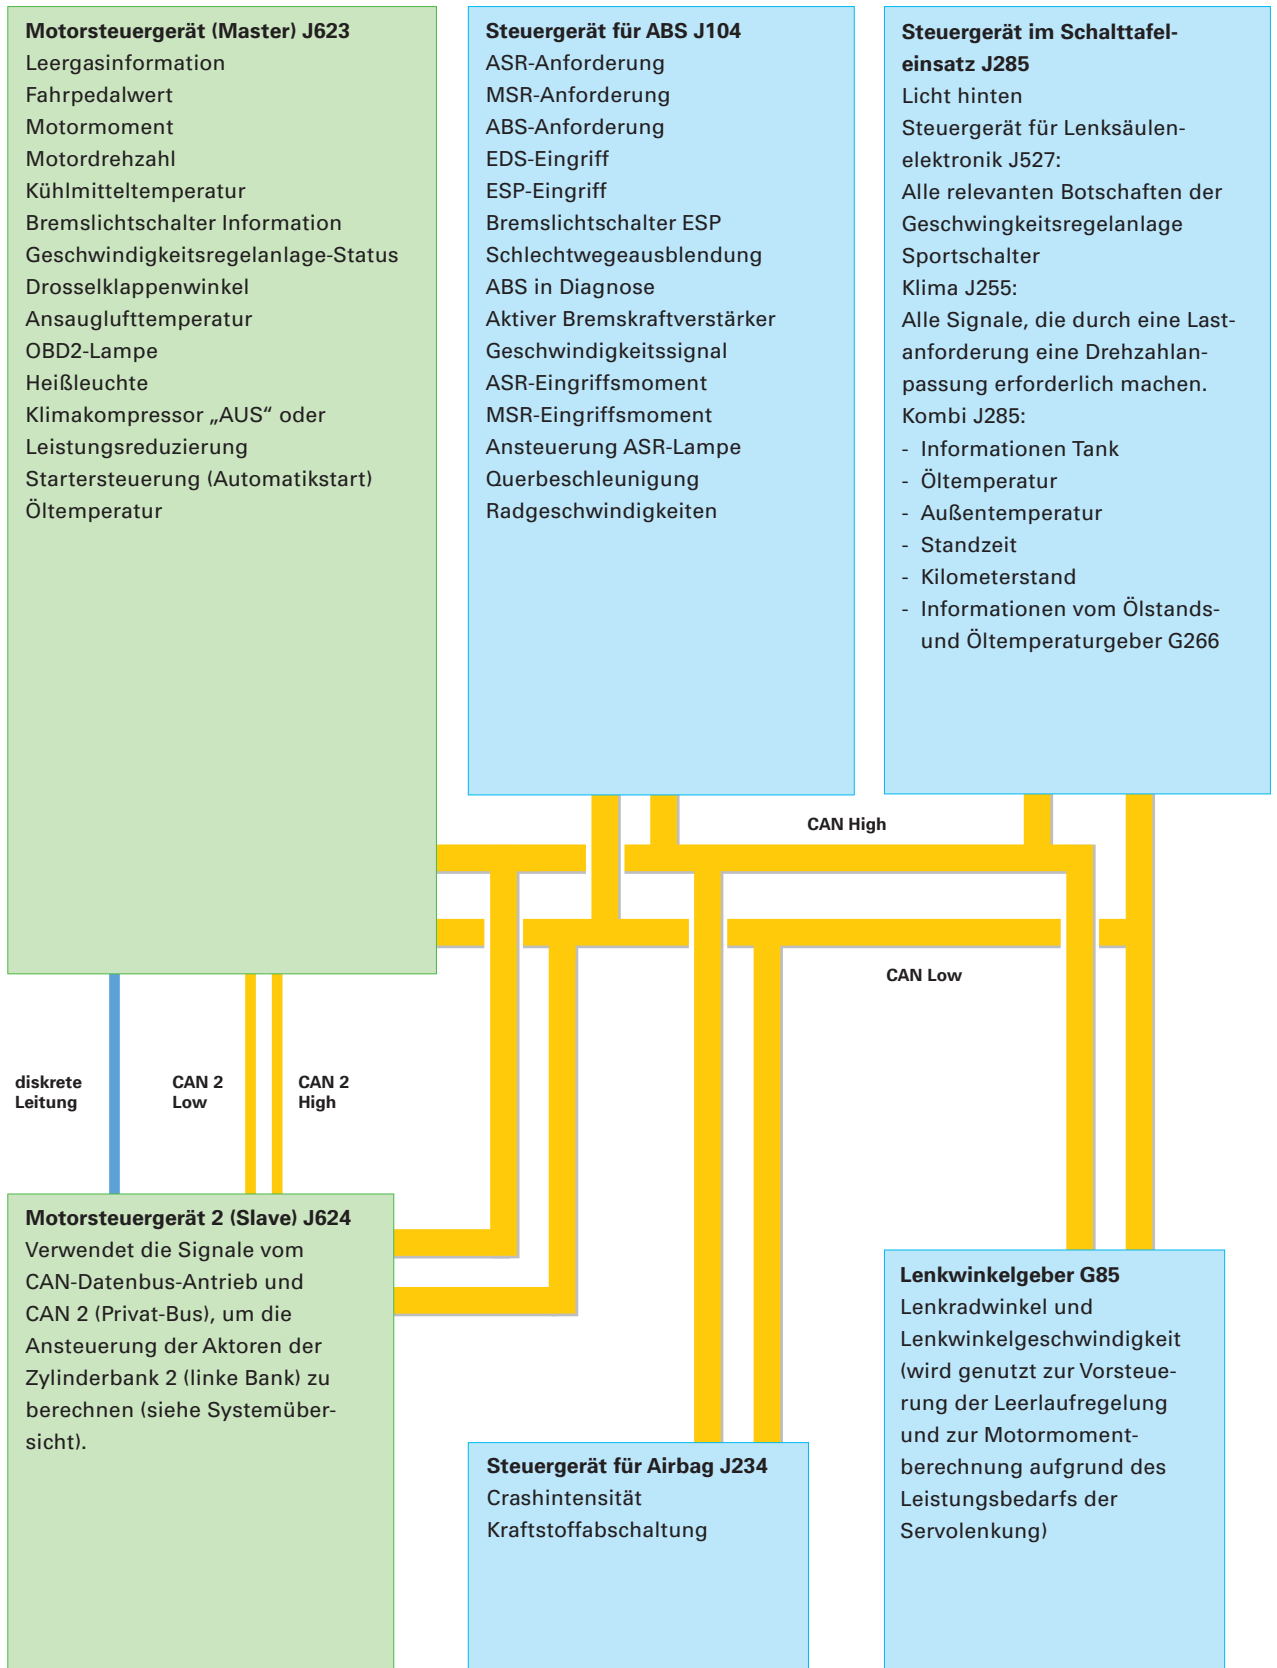 Motorsteuergerät (Master) J623
Leergasinformation
Fahrpedalwert
Motormoment
Motordrehzahl
Kühlmitteltemperatur
Bremslichtschalter Information
Geschwindigkeitsregelanlage-Status
Drosselklappenwinkel
Ansauglufttemperatur
OBD2-Lampe
Heißleuchte
Klimakompressor „AUS“ oder
Leistungsreduzierung
Startersteuerung (Automatikstart)
Öltemperatur
Steuergerät für ABS J104
ASR-Anforderung
MSR-Anforderung
ABS-Anforderung
EDS-Eingriff
ESP-Eingriff
Bremslichtschalter ESP
Schlechtwegeausblendung
ABS in Diagnose
Aktiver Bremskraftverstärker
Geschwindigkeitssignal
ASR-Eingriffsmoment
MSR-Eingriffsmoment
Ansteuerung ASR-Lampe
Querbeschleunigung
Radgeschwindigkeiten
Steuergerät im Schalttafel-
einsatz J285
Licht hinten
Steuergerät für Lenksäulen-
elektronik J527:
Alle relevanten Botschaften der
Geschwingkeitsregelanlage
Sportschalter
Klima J255:
Alle Signale, die durch eine Last-
anforderung eine Drehzahlan-
passung erforderlich machen.
Kombi J285:
- Informationen Tank
- Öltemperatur
- Außentemperatur
- Standzeit
- Kilometerstand
- Informationen vom Ölstands-
und Öltemperaturgeber G266
CAN High
CAN Low
diskrete
Leitung
CAN 2
Low
CAN 2
High
Motorsteuergerät 2 (Slave) J624
Verwendet die Signale vom
CAN-Datenbus-Antrieb und
CAN 2 (Privat-Bus), um die
Ansteuerung der Aktoren der
Zylinderbank 2 (linke Bank) zu
berechnen (siehe Systemüber-
sicht).
Steuergerät für Airbag J234
Crashintensität
Kraftstoffabschaltung
Lenkwinkelgeber G85
Lenkradwinkel und
Lenkwinkelgeschwindigkeit
(wird genutzt zur Vorsteue-
rung der Leerlaufregelung
und zur Motormoment-
berechnung aufgrund des
Leistungsbedarfs der
Servolenkung)